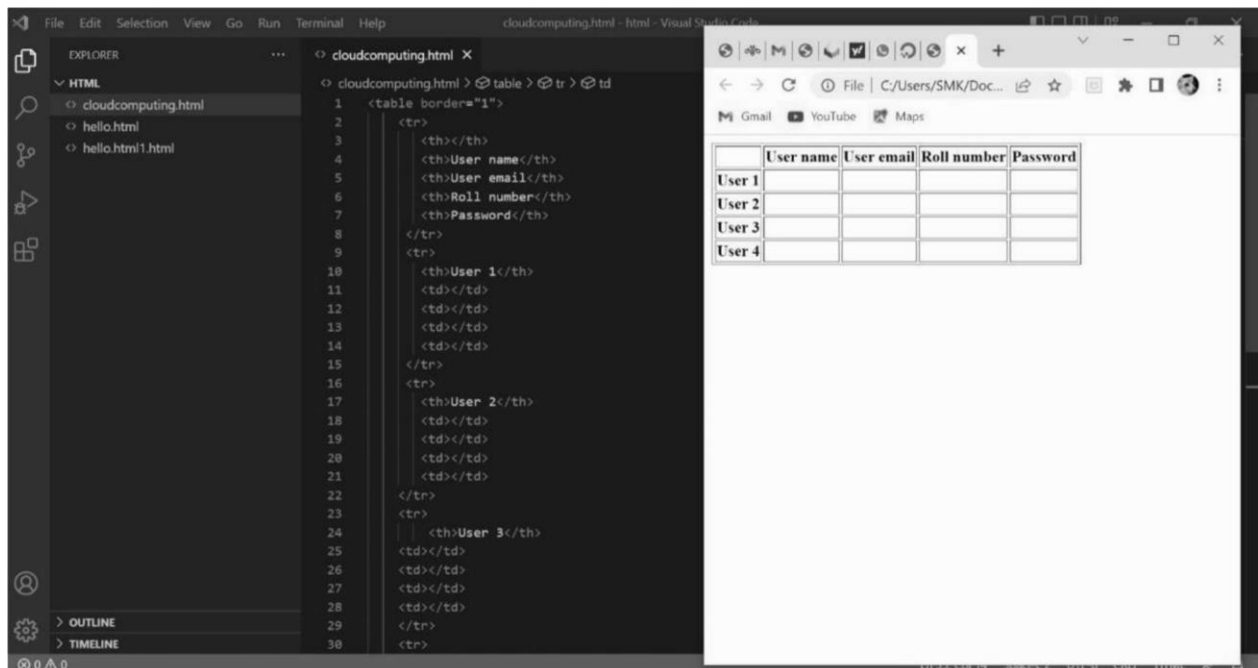 File Edit Selection View Go Run Terminal Help
cloudcomputing.html - html - Visual Studio Code
EXPLORER
HTML
cloudcomputing.html
hello.html
hello.html1.html
OUTLINE
TIMELINE
0 0
cloudcomputing.html
cloudcomputing.html > table > tr > td
1 <table border="1">
2 <tr>
3 <th></th>
4 <th>User name</th>
5 <th>User email</th>
6 <th>Roll number</th>
7 <th>Password</th>
8 </tr>
9 <tr>
10 <th>User 1</th>
11 <td></td>
12 <td></td>
13 <td></td>
14 <td></td>
15 </tr>
16 <tr>
17 <th>User 2</th>
18 <td></td>
19 <td></td>
20 <td></td>
21 <td></td>
22 </tr>
23 <tr>
24 <th>User 3</th>
25 <td></td>
26 <td></td>
27 <td></td>
28 <td></td>
29 </tr>
30 <tr>
File | C:/Users/SMK/Doc...
Gmail YouTube Maps
User name User email Roll number Password
User 1
User 2
User 3
User 4